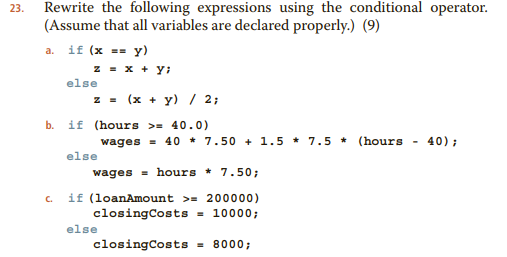 23. Rewrite the following expressions using the conditional operator.
(Assume that all variables are declared properly.) (9)
a. if (x == y)
z = x + y;
else
z = (x + y) / 2;
b. if (hours >= 40.0)
wages = 40 * 7.50 + 1.5 * 7.5 * (hours - 40);
else
wages = hours * 7.50;
c. if (loanAmount >= 200000)
closingCosts = 10000;
else
closingCosts = 8000;